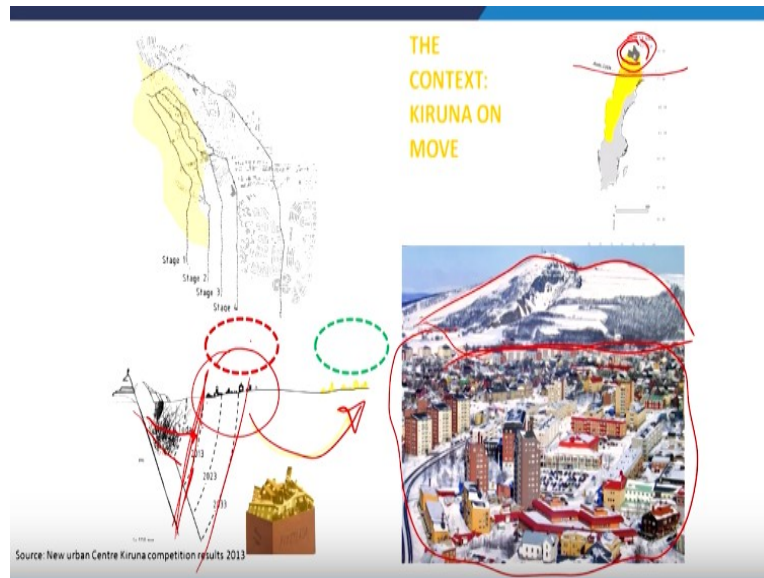 THE
CONTEXT:
KIRUNA ON
MOVE
Stage 1
Stage 2
Stage 3
Stage
2013
2023
2033
Source: New urban Centre Kiruna competition results 2013